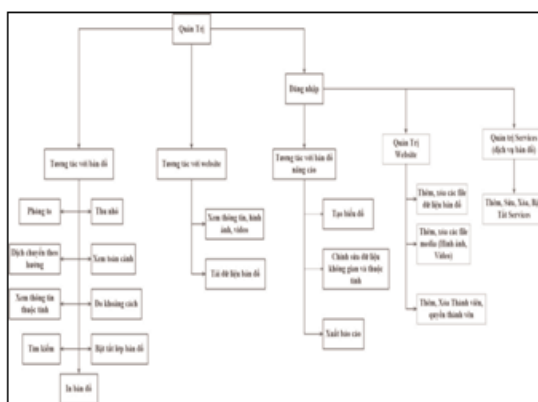 Quản Trị
Đăng nhập
Tương tác với bản đồ
Tương tác với website
Tương tác với bản đồ
nâng cao
Quản Trị
Website
Quản trị Services
(dịch vụ bản đồ)
Phóng to
Thu nhỏ
Dịch chuyển theo
hướng
Xem toàn cảnh
Xem thông tin
thuộc tính
Đo khoảng cách
Tìm kiếm
Bật tắt lớp bản đồ
In bản đồ
Xem thông tin, hình
ảnh, video
Tải dữ liệu bản đồ
Tạo biểu đồ
Chỉnh sửa dữ liệu
không gian và thuộc
tính
Xuất báo cáo
Thêm, xóa các file
dữ liệu bản đồ
Thêm, xóa các file
media (Hình ảnh,
Video)
Thêm, Xóa Thành viên,
quyền thành viên
Thêm, Sửa, Xóa,
Tắt Services